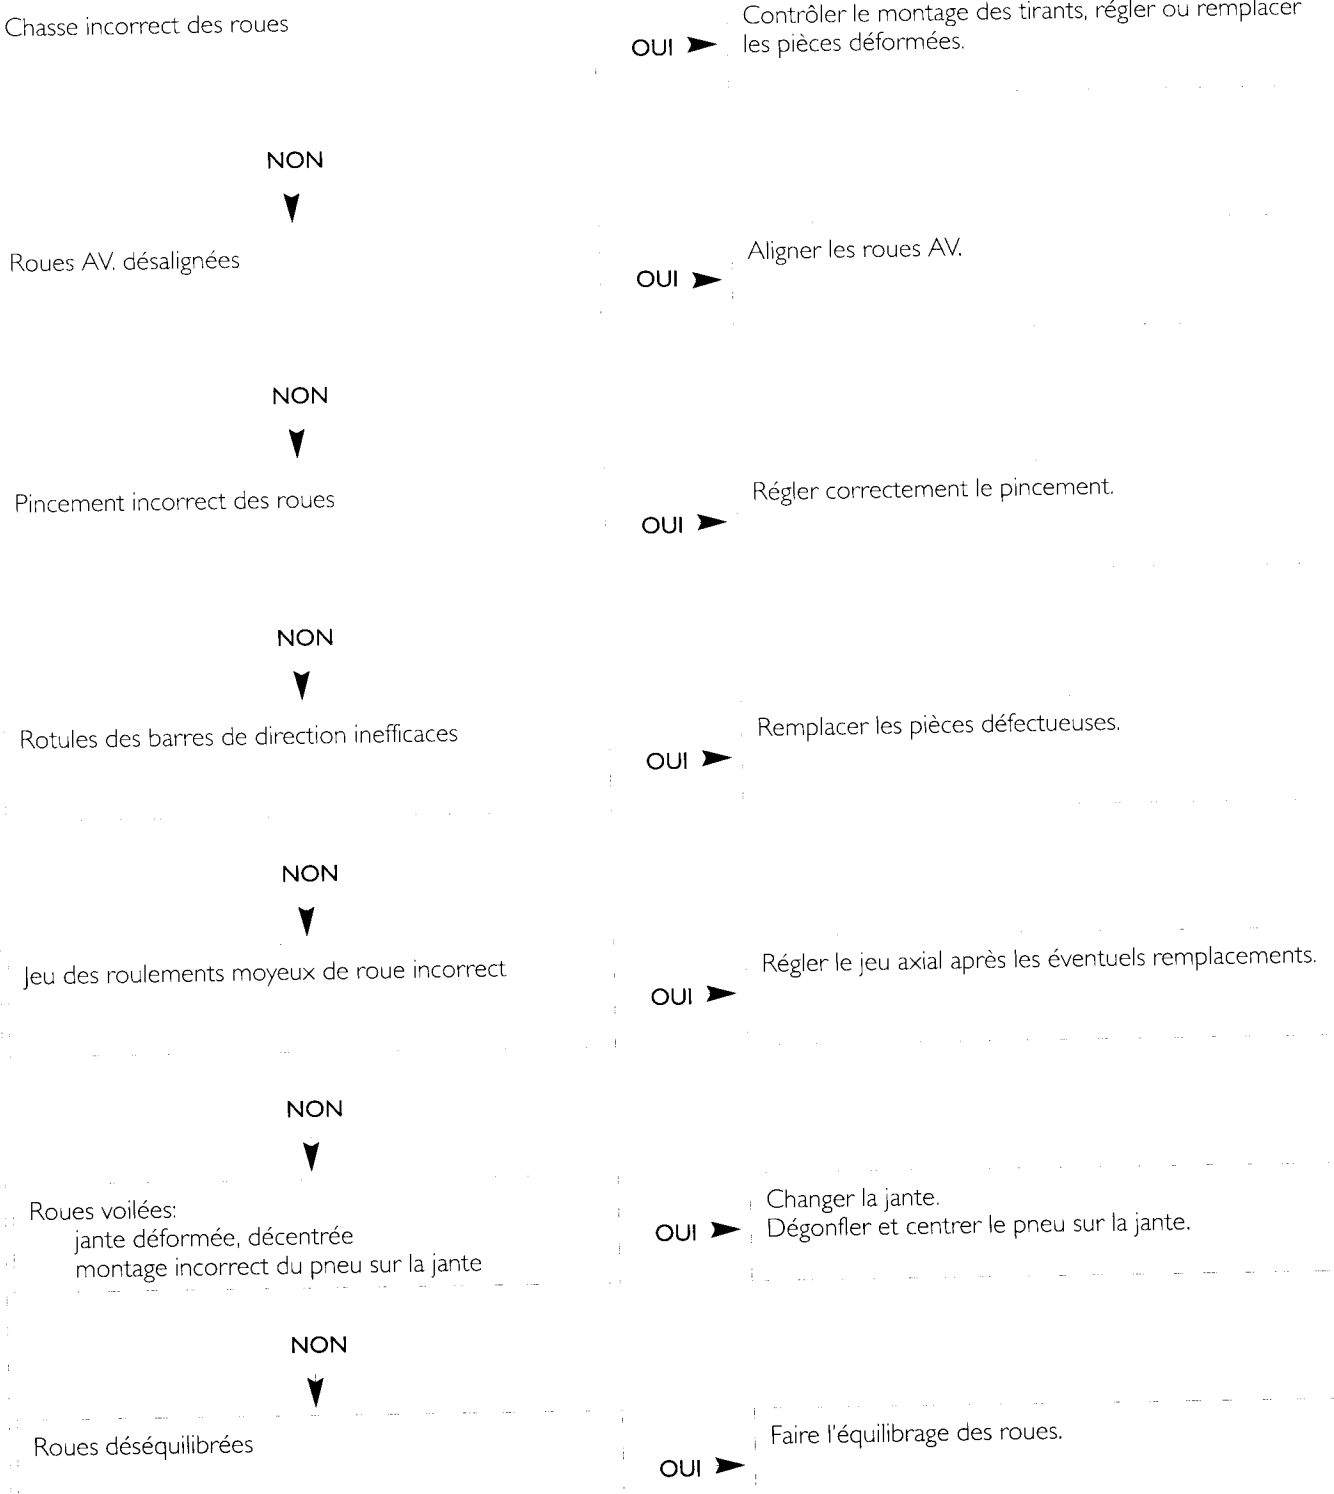 Chasse incorrect des roues
OUI
Contrôler le montage des tirants, régler ou remplacer
les pièces déformées.
NON
Roues AV. désalignées
OUI
Aligner les roues AV.
NON
Pincement incorrect des roues
OUI
Régler correctement le pincement.
NON
Rotules des barres de direction inefficaces
OUI
Remplacer les pièces défectueuses.
NON
Jeu des roulements moyeux de roue incorrect
OUI
Régler le jeu axial après les éventuels remplacements.
NON
Roues voilées:
jante déformée, décentrée
montage incorrect du pneu sur la jante
OUI
Changer la jante.
Dégonfler et centrer le pneu sur la jante.
NON
Roues déséquilibrées
OUI
Faire l'équilibrage des roues.